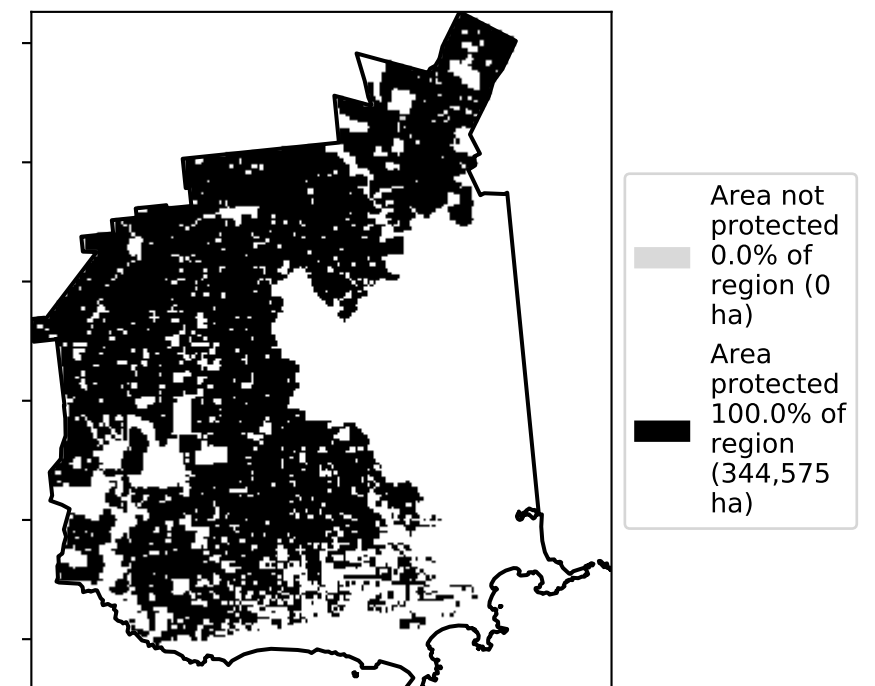 Area not
protected
0.0% of
region (0
ha)
Area
protected
100.0% of
region
(344,575
ha)